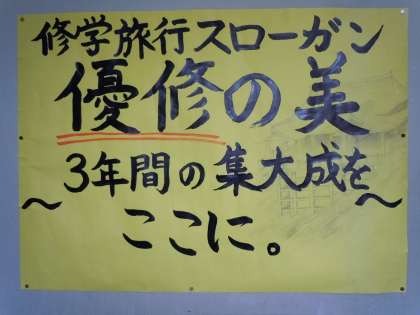 修学旅行スローガン
優修の美
～3年間の集大成を～
ここに。